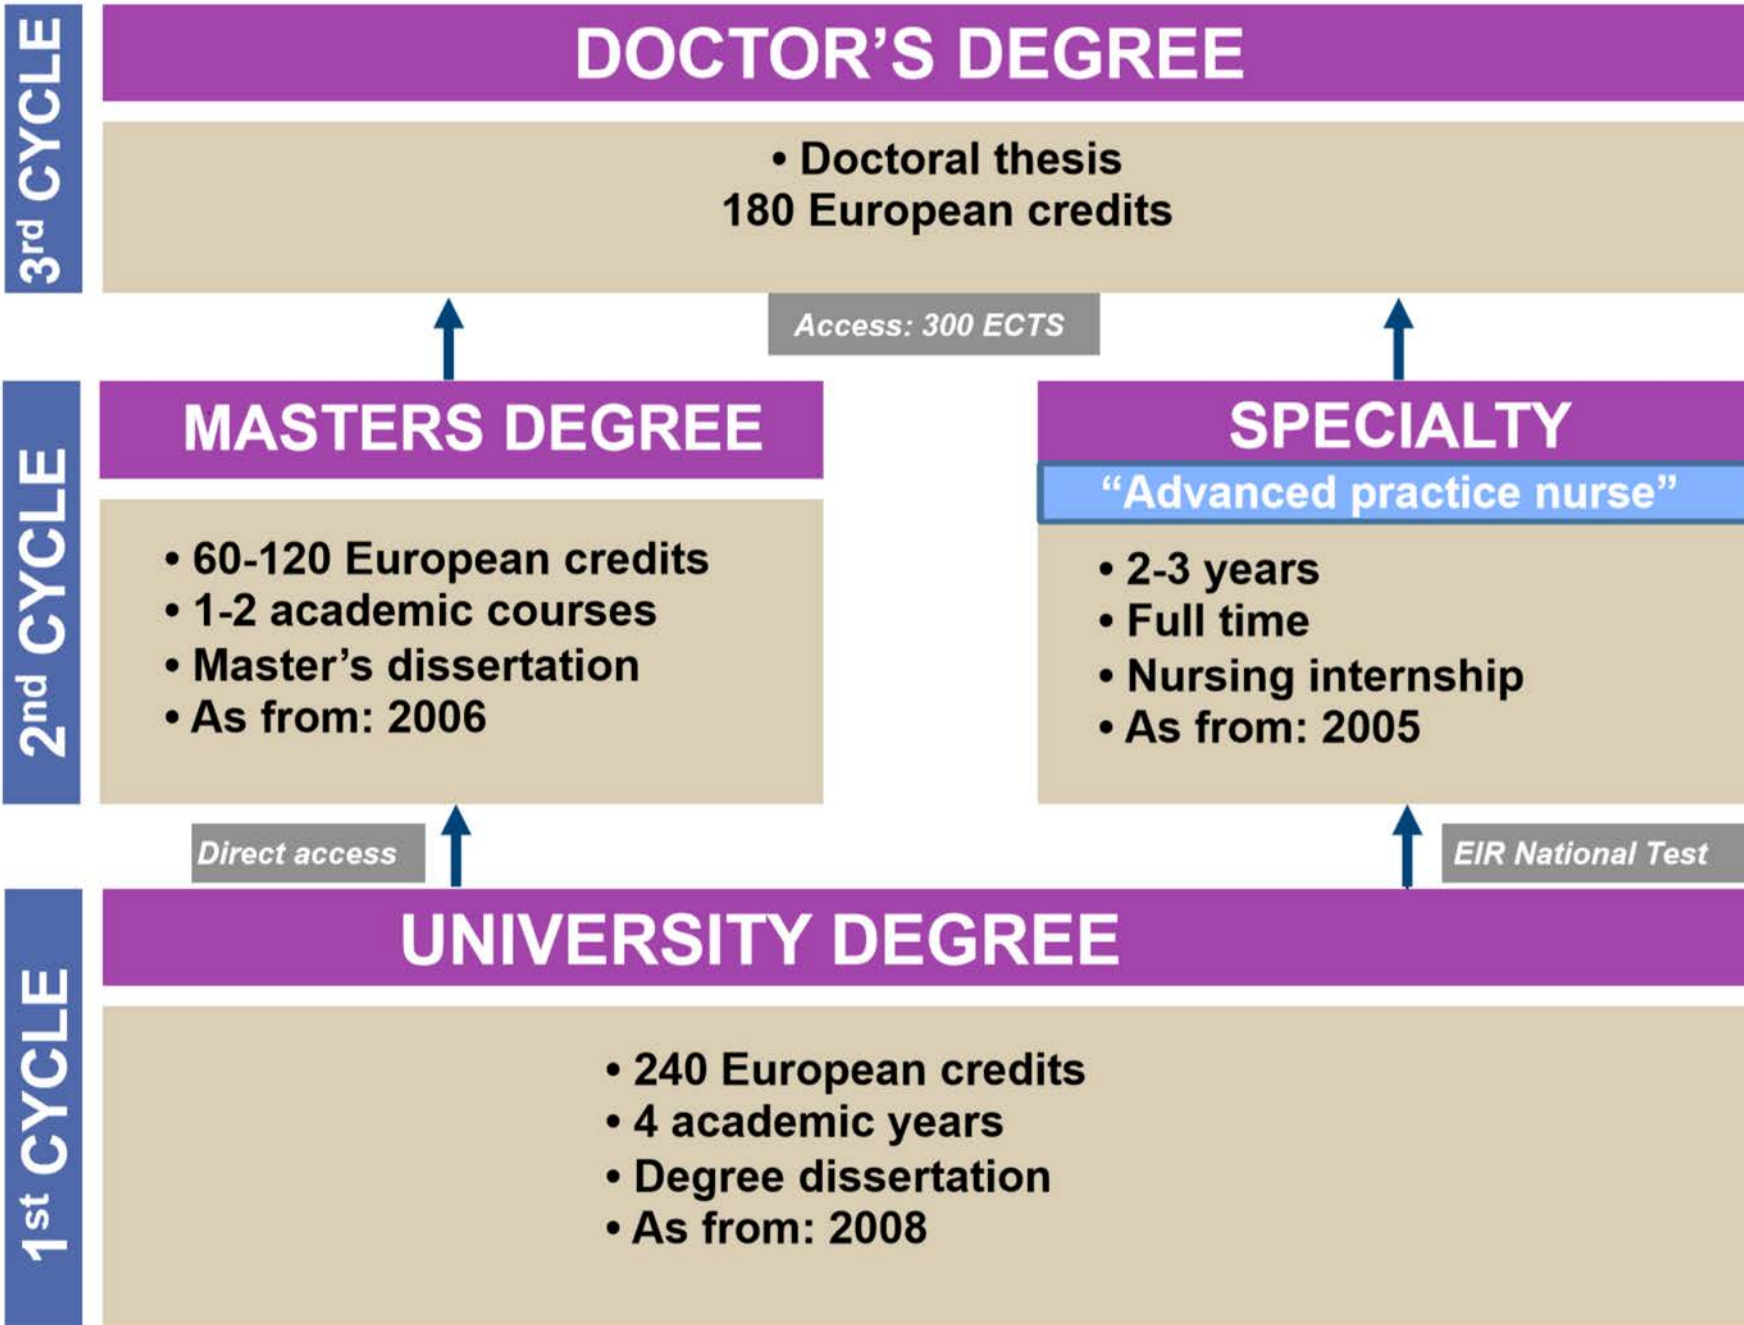 3rd CYCLE
DOCTOR’S DEGREE
• Doctoral thesis
180 European credits
Access: 300 ECTS
2nd CYCLE
MASTERS DEGREE
• 60-120 European credits
• 1-2 academic courses
• Master’s dissertation
• As from: 2006
SPECIALTY
“Advanced practice nurse”
• 2-3 years
• Full time
• Nursing internship
• As from: 2005
Direct access
EIR National Test
1st CYCLE
UNIVERSITY DEGREE
• 240 European credits
• 4 academic years
• Degree dissertation
• As from: 2008